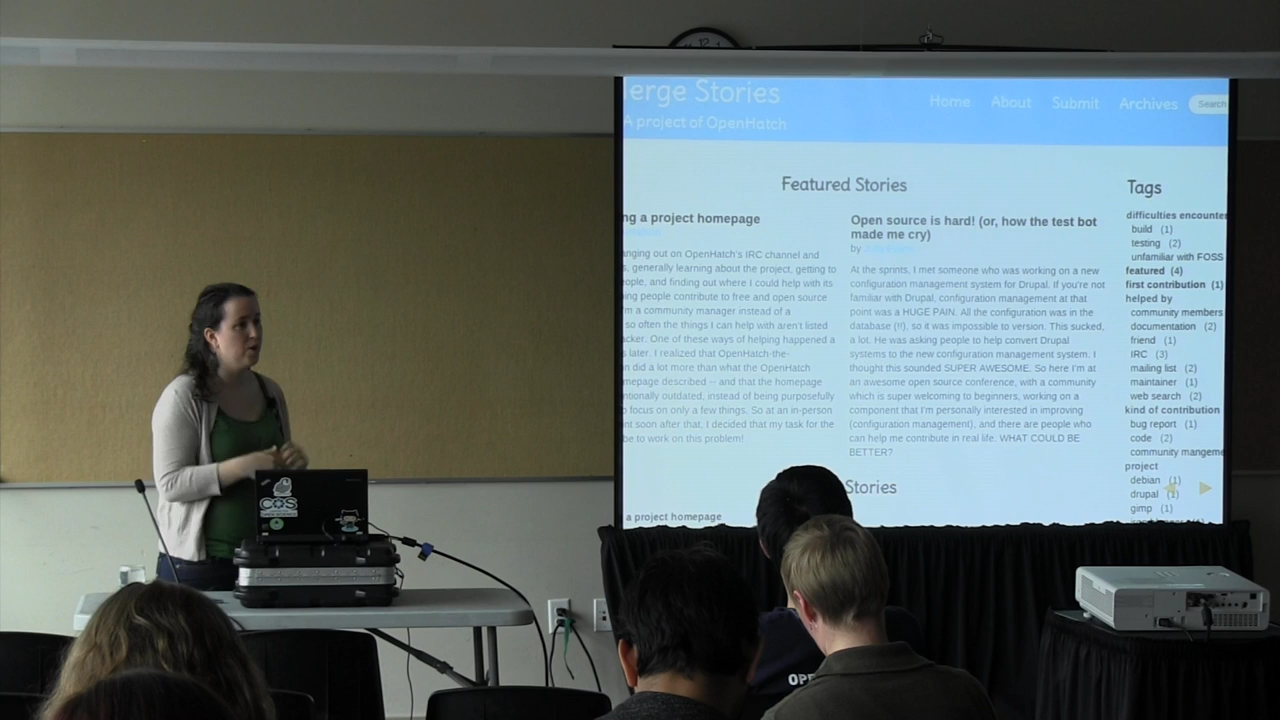 erge Stories
A project of OpenHatch
Home About Submit Archives Search
Featured Stories
ng a project homepage
anging out on OpenHatch's IRC channel and
s, generally learning about the project, getting to
eople, and finding out where I could help with its
ing people contribute to free and open source
m a community manager instead of a
so often the things I can help with aren't listed
acker. One of these ways of helping happened a
s later. I realized that OpenHatch-the-
n did a lot more than what the OpenHatch
mepage described -- and that the homepage
ntionally outdated, instead of being purposefully
o focus on only a few things. So at an in-person
nt soon after that, I decided that my task for the
be to work on this problem!
Open source is hard! (or, how the test bot
made me cry)
by
At the sprints, I met someone who was working on a new
configuration management system for Drupal. If you're not
familiar with Drupal, configuration management at that
point was a HUGE PAIN. All the configuration was in the
database (!!), so it was impossible to version. This sucked,
a lot. He was asking people to help convert Drupal
systems to the new configuration management system. I
thought this sounded SUPER AWESOME. So here I'm at
an awesome open source conference, with a community
which is super welcoming to beginners, working on a
component that I'm personally interested in improving
(configuration management), and there are people who
can help me contribute in real life. WHAT COULD BE
BETTER?
Stories
a project homepage
Tags
difficulties encounter
build (1)
testing (2)
unfamiliar with FOSS
featured (4)
first contribution (1)
helped by
community members
documentation (2)
friend (1)
IRC (3)
mailing list (2)
maintainer (1)
web search (2)
kind of contribution
bug report (1)
code (2)
community mangeme
project
debian (1)
drupal (1)
gimp (1)
COS
OPE
12